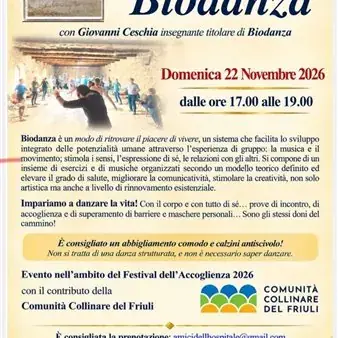 Biodanza
con Giovanni Ceschia insegnante titolare di Biodanza
Domenica 22 Novembre 2026
dalle ore 17.00 alle 19.00
Biodanza è un modo di ritrovare il piacere di vivere, un sistema che facilita lo sviluppo
integrato delle potenzialità umane attraverso l'esperienza di gruppo: la musica e il
movimento; stimola i sensi, l'espressione di sé, le relazioni con gli altri. Si compone di un
insieme di esercizi e di musiche organizzati secondo un modello teorico definito ed
elevare il grado di salute, migliorare la comunicatività, stimolare la creatività, non solo
artistica ma anche a livello di rinnovamento esistenziale.
Impariamo a danzare la vita! Con il corpo e con tutto di sé… prove di incontro, di
accoglienza e di superamento di barriere e maschere personali… Sono gli stessi doni del
cammino!
È consigliato un abbigliamento comodo e calzini antiscivolo!
Non si tratta di una danza strutturata, e non è necessario saper danzare.
Evento nell'ambito del Festival dell'Accoglienza 2026
con il contributo della
Comunità Collinare del Friuli
COMUNITÀ
COLLINARE
DEL FRIULI
È consigliata la prenotazione: amicidellhospitale@gmail.com